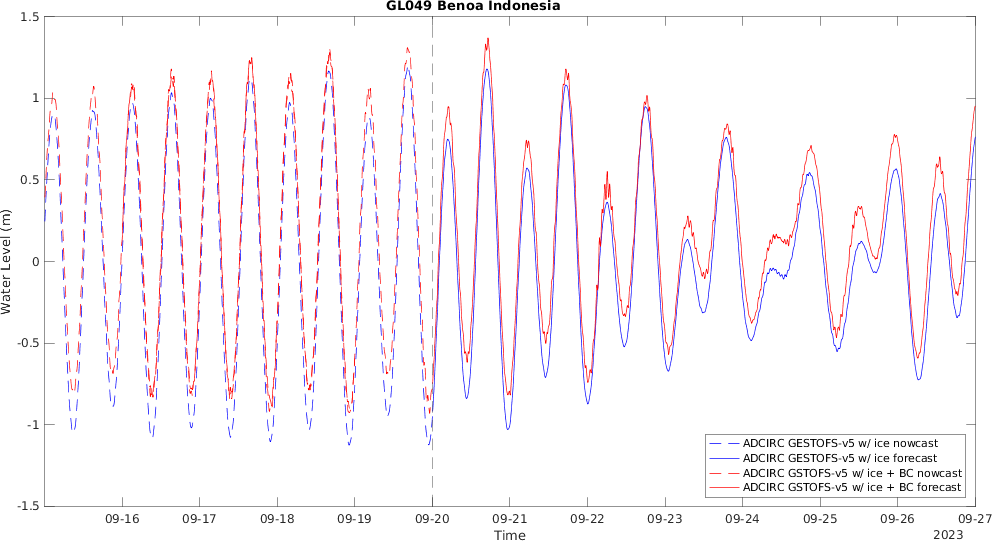 GL049 Benoa Indonesia
1.5
1
0.5
0
-0.5
-1
-1.5
Water Level (m)
ADCIRC GESTOFS-v5 w/ ice nowcast
ADCIRC GESTOFS-v5 w/ ice forecast
ADCIRC GSTOFS-v5 w/ ice + BC nowcast
ADCIRC GSTOFS-v5 w/ ice + BC forecast
09-16 09-17 09-18 09-19 09-20 09-21 09-22 09-23 09-24 09-25 09-26 09-27
Time
2023